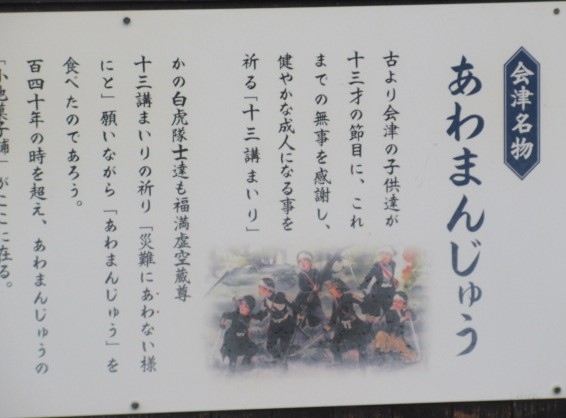 会津名物
あわまんじゅう
古より会津の子供達が
十三才の節目に、これ
までの無事を感謝し、
健やかな成人になる事を
祈る「十三講まいり」
かの白虎隊士達も福満虚空蔵尊
十三講まいりの祈り「災難にあわない様
にと」願いながら「あわまんじゅう」を
食べたのであろう。
百四十年の時を超え、あわまんじゅうの
「小池菓子舗」がここに在る。